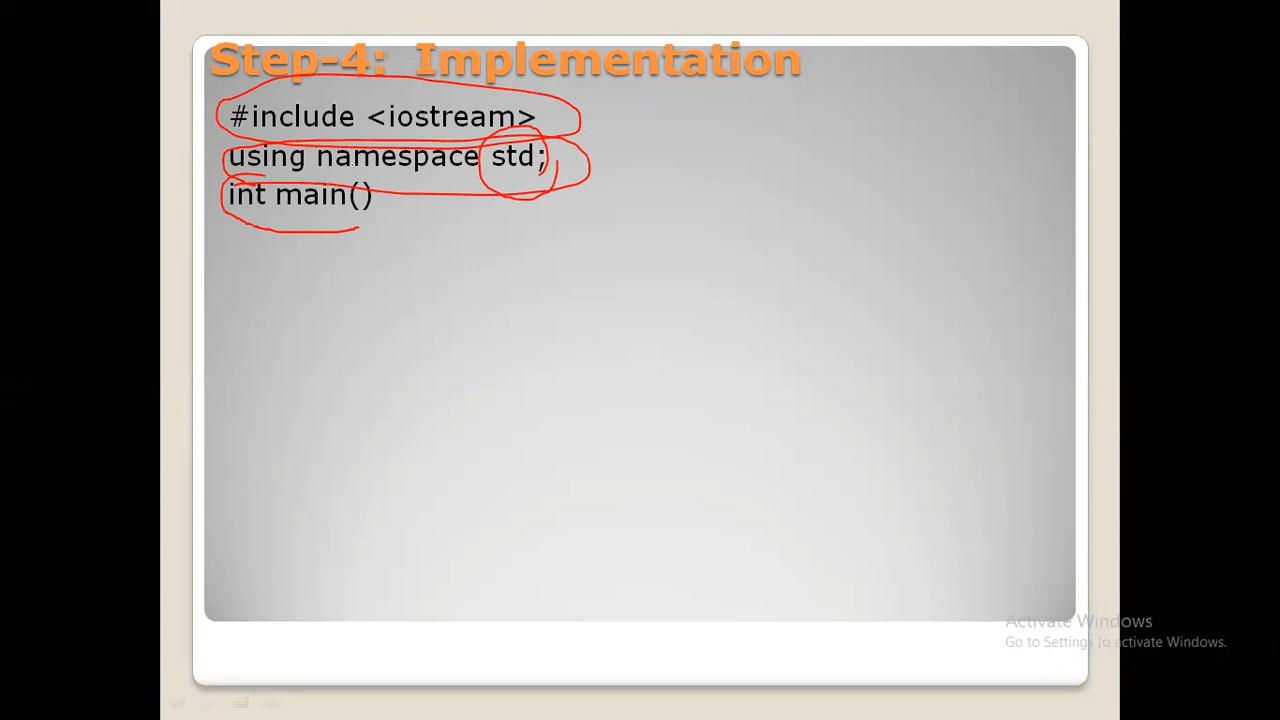 Step-4: Implementation
#include <iostream>
using namespace std;
int main()
Activate Windows
Go to Settings to activate Windows.